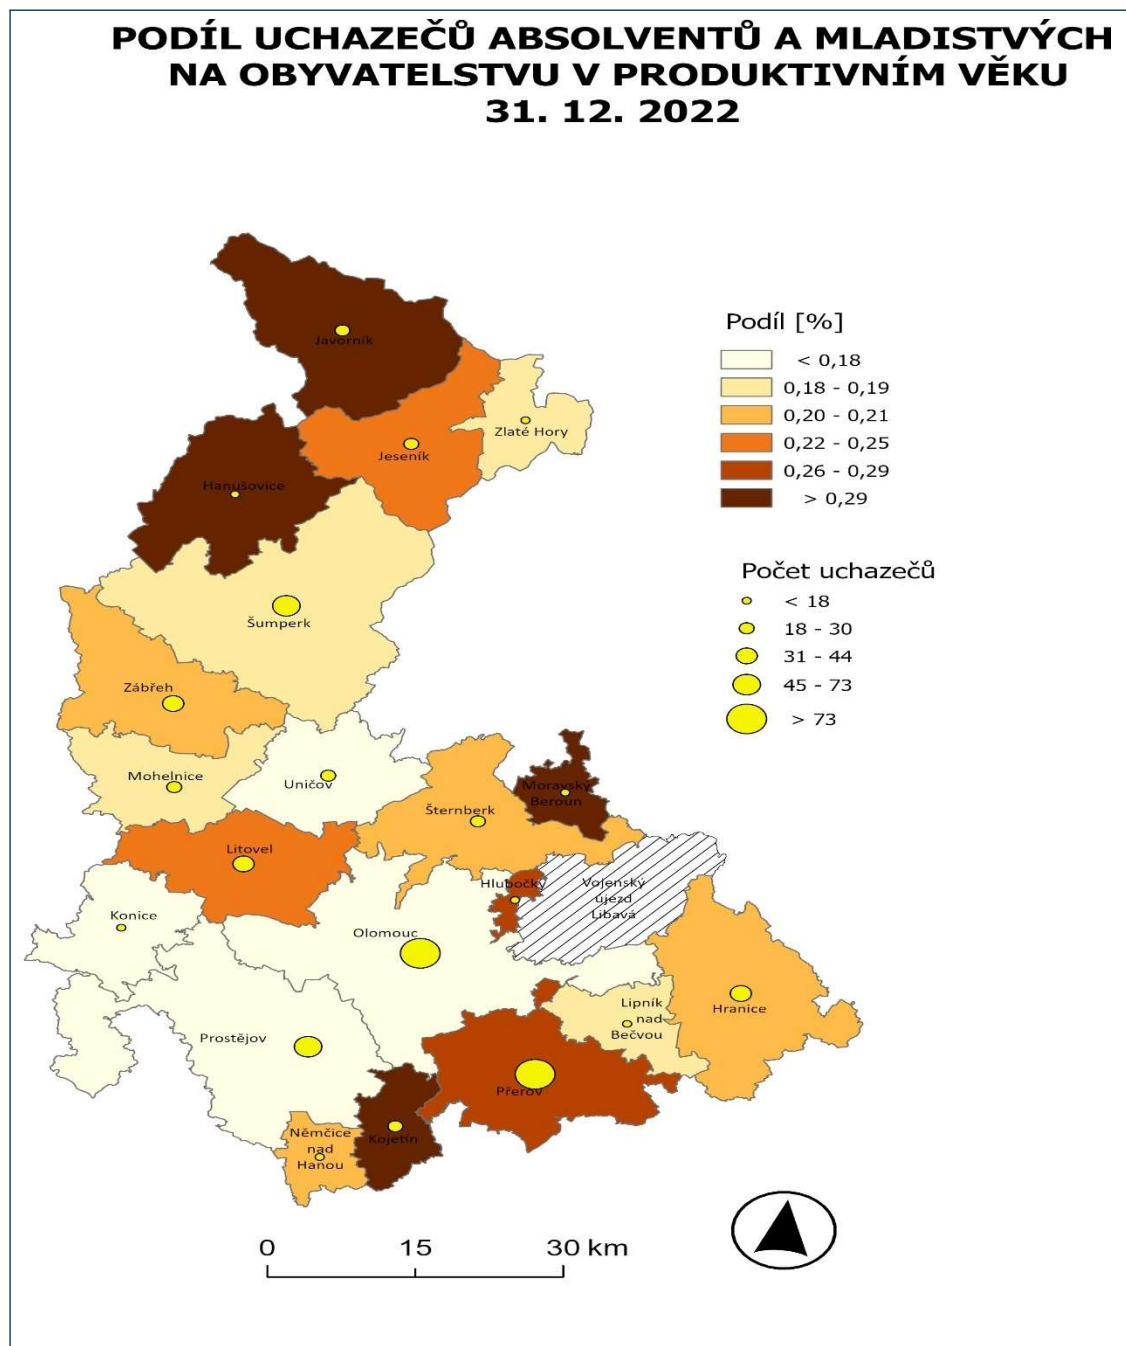 PODÍL UCHAZEČŮ ABSOLVENTŮ A MLADISTVÝCH
NA OBYVATELSTVU V PRODUKTIVNÍM VĚKU
31. 12. 2022
Javorník
Zlaté Hory
Jeseník
Hanušovice
Šumperk
Zábřeh
Mohelnice
Uničov
Moravský
Beroun
Šternberk
Litovel
Hlubočky
Vojenský
újezd
Libavá
Konice
Olomouc
Lipník
nad
Bečvou
Hranice
Prostějov
Přerov
Němčice
nad
Hanou
Kojetín
Podíl [%]
< 0,18
0,18 - 0,19
0,20 - 0,21
0,22 - 0,25
0,26 - 0,29
> 0,29
Počet uchazečů
< 18
18 - 30
31 - 44
45 - 73
> 73
0 15 30 km